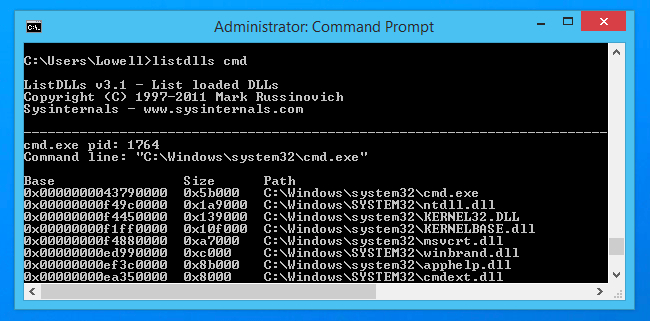 Administrator: Command Prompt
C:\Users\Lowell>listdlls cmd
ListDLLs v3.1 - List loaded DLLs
Copyright (C) 1997-2011 Mark Russinovich
Sysinternals - www.sysinternals.com
cmd.exe pid: 1764
Command line: "C:\Windows\system32\cmd.exe"
Base Size Path
0x0000000043790000 0x5b000 C:\Windows\system32\cmd.exe
0x00000000f49c0000 0x1a9000 C:\Windows\SYSTEM32\ntdll.dll
0x00000000f4450000 0x139000 C:\Windows\system32\KERNEL32.DLL
0x00000000f1ff0000 0x10f000 C:\Windows\system32\KERNELBASE.dll
0x00000000f4880000 0xa7000 C:\Windows\system32\msvcrt.dll
0x00000000ed990000 0xc000 C:\Windows\SYSTEM32\winbrand.dll
0x00000000ef3c0000 0x8b000 C:\Windows\system32\apphelp.dll
0x00000000ea350000 0x8000 C:\Windows\SYSTEM32\cmdext.dll